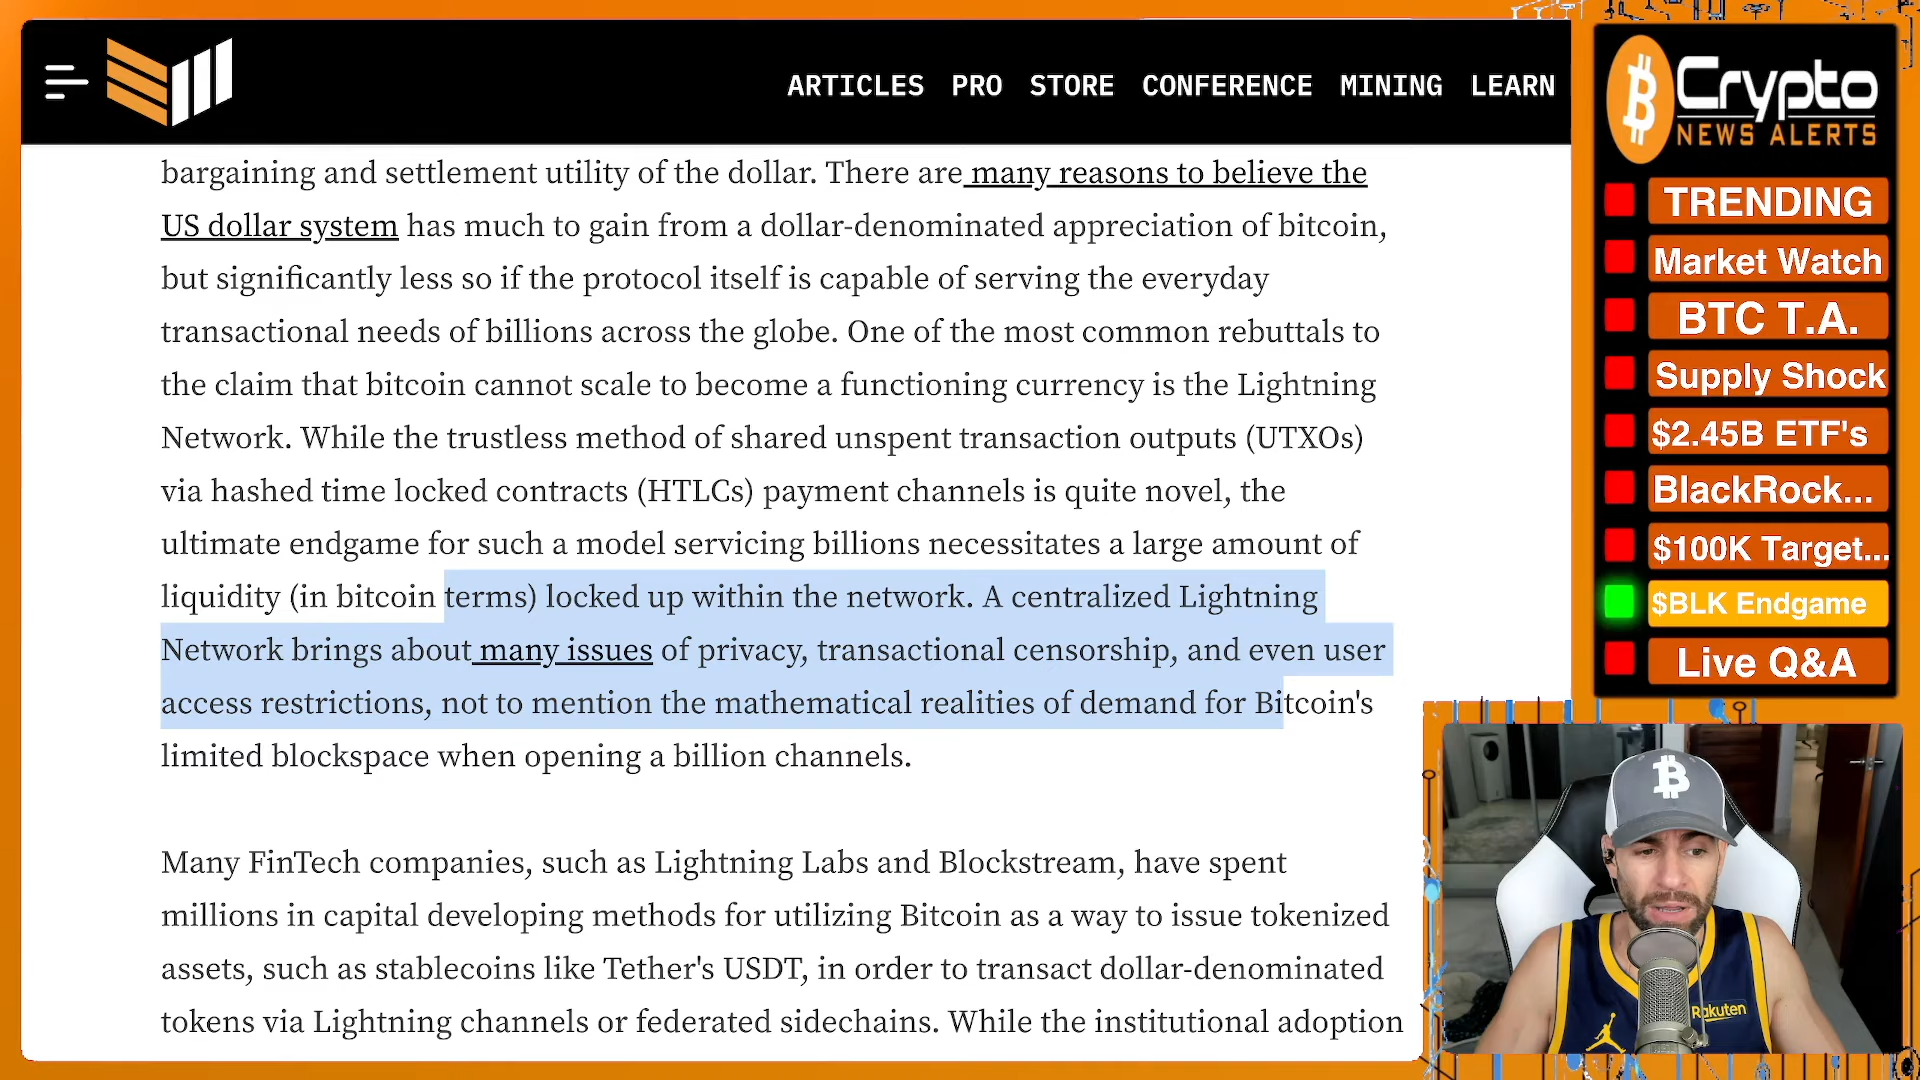 ARTICLES PRO STORE CONFERENCE MINING LEARN
bargaining and settlement utility of the dollar. There are many reasons to believe the
US dollar system has much to gain from a dollar-denominated appreciation of bitcoin,
but significantly less so if the protocol itself is capable of serving the everyday
transactional needs of billions across the globe. One of the most common rebuttals to
the claim that bitcoin cannot scale to become a functioning currency is the Lightning
Network. While the trustless method of shared unspent transaction outputs (UTXOs)
via hashed time locked contracts (HTLCs) payment channels is quite novel, the
ultimate endgame for such a model servicing billions necessitates a large amount of
liquidity (in bitcoin terms) locked up within the network. A centralized Lightning
Network brings about many issues of privacy, transactional censorship, and even user
access restrictions, not to mention the mathematical realities of demand for Bitcoin's
limited blockspace when opening a billion channels.
Many FinTech companies, such as Lightning Labs and Blockstream, have spent
millions in capital developing methods for utilizing Bitcoin as a way to issue tokenized
assets, such as stablecoins like Tether's USDT, in order to transact dollar-denominated
tokens via Lightning channels or federated sidechains. While the institutional adoption
Crypto
NEWS ALERTS
TRENDING
Market Watch
BTC T.A.
Supply Shock
$2.45B ETF's
BlackRock...
$100K Target...
$BLK Endgame
Live Q&A
Rakuten